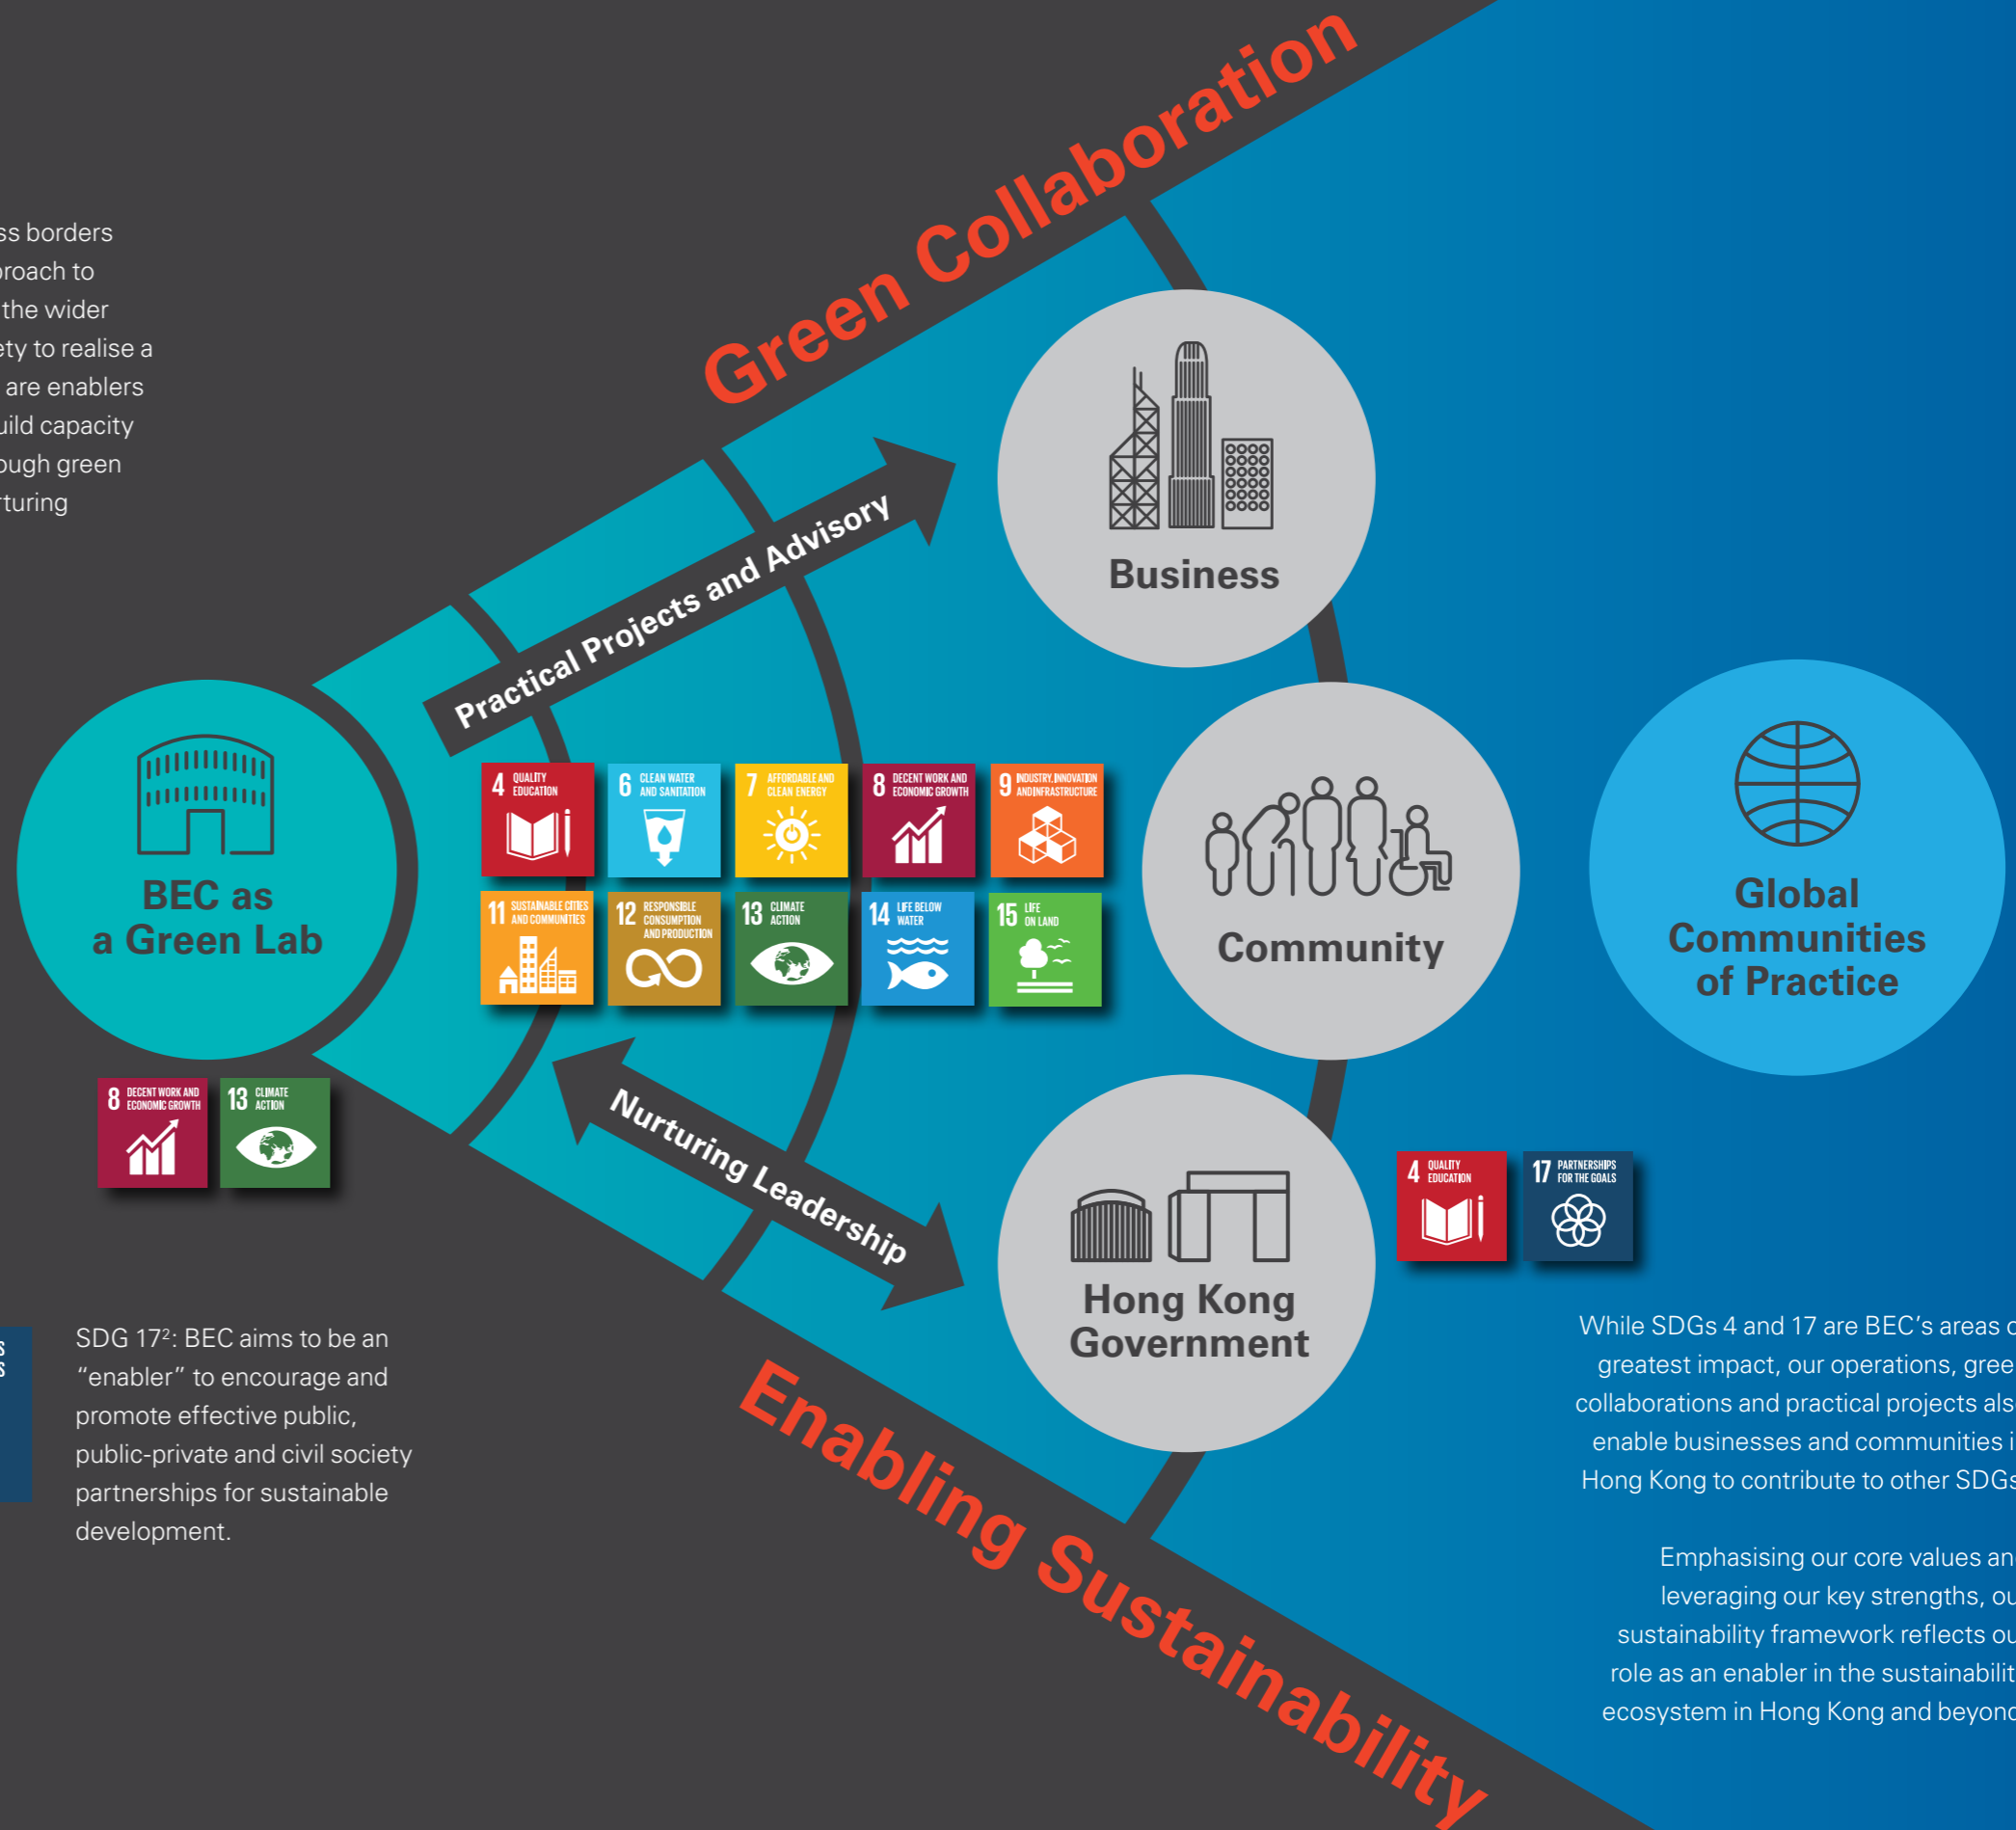 ss borders
proach to
the wider
ety to realise a
are enablers
uild capacity
ough green
rturing
Green Collaboration
Practical Projects and Advisory
Business
BEC as
a Green Lab
8 DECENT WORK AND
ECONOMIC GROWTH
13 CLIMATE
ACTION
4 QUALITY
EDUCATION
6 CLEAN WATER
AND SANITATION
7 AFFORDABLE AND
CLEAN ENERGY
8 DECENT WORK AND
ECONOMIC GROWTH
9 INDUSTRY, INNOVATION
AND INFRASTRUCTURE
11 SUSTAINABLE CITIES
AND COMMUNITIES
12 RESPONSIBLE
CONSUMPTION
AND PRODUCTION
13 CLIMATE
ACTION
14 LIFE BELOW
WATER
15 LIFE
ON LAND
Community
Global
Communities
of Practice
Nurturing Leadership
Hong Kong
Government
4 QUALITY
EDUCATION
17 PARTNERSHIPS
FOR THE GOALS
Enabling Sustainability
S
S
SDG 17²: BEC aims to be an
“enabler” to encourage and
promote effective public,
public-private and civil society
partnerships for sustainable
development.
While SDGs 4 and 17 are BEC’s areas o
greatest impact, our operations, gree
collaborations and practical projects als
enable businesses and communities i
Hong Kong to contribute to other SDGs
Emphasising our core values an
leveraging our key strengths, ou
sustainability framework reflects ou
role as an enabler in the sustainabilit
ecosystem in Hong Kong and beyond